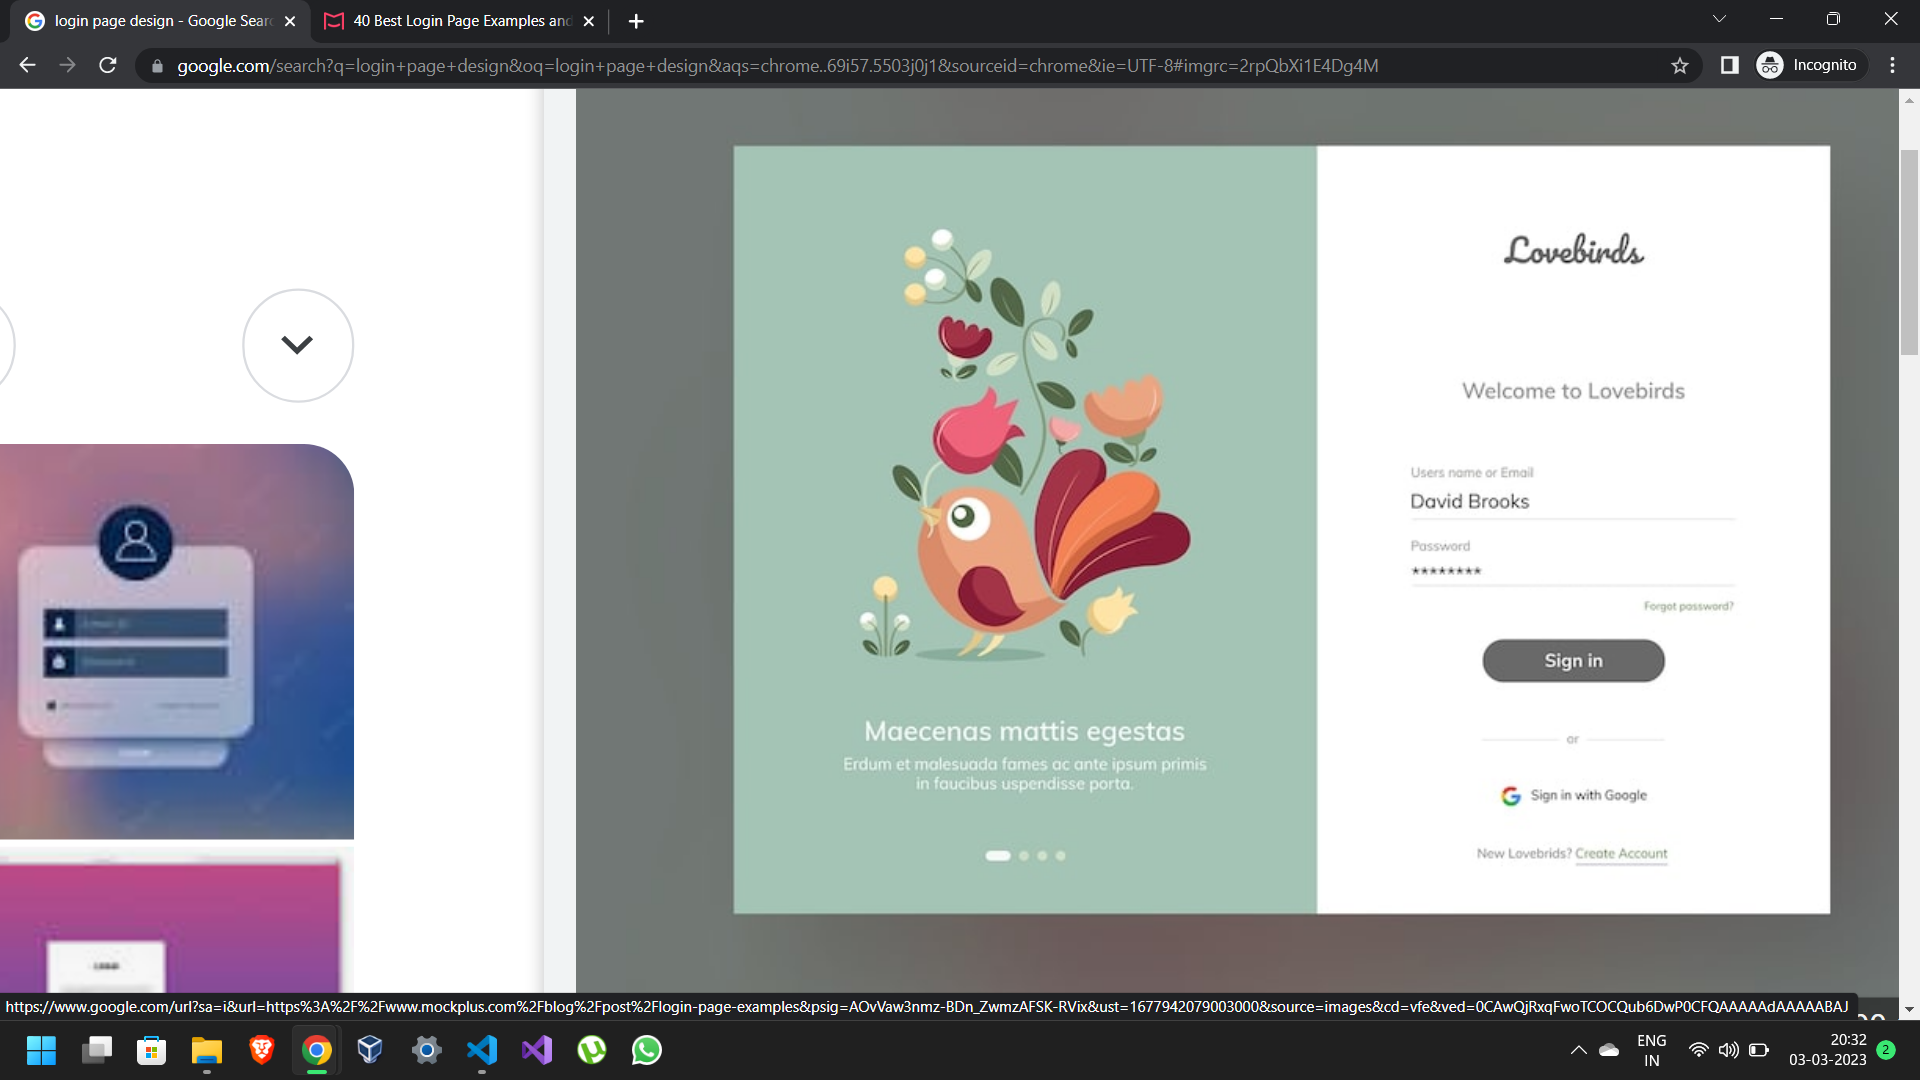 login page design - Google Sear
40 Best Login Page Examples and
google.com/search?q=login+page+design&oq=login+page+design&aqs=chrome..69i57.5503j0j1&sourceid=chrome&ie=UTF-8#imgrc=2rpQbXi1E4Dg4M
Incognito
Lovebirds
Welcome to Lovebirds
Users name or Email
David Brooks
Password
********
Forgot password?
Sign in
or
Sign in with Google
New Lovebrids? Create Account
Maecenas mattis egestas
Erdum et malesuada fames ac ante ipsum primis
in faucibus uspendisse porta.
https://www.google.com/url?sa=i&url=https%3A%2F%2Fwww.mockplus.com%2Fblog%2Fpost%2Flogin-page-examples&psig=AOvVaw3nmz-BDn_ZwmzAFSK-RVix&ust=1677942079003000&source=images&cd=vfe&ved=0CAwQjRxqFwoTCOCQub6DwP0CFQAAAAAdAAAAABAJ
ENG
IN
20:32
03-03-2023
2